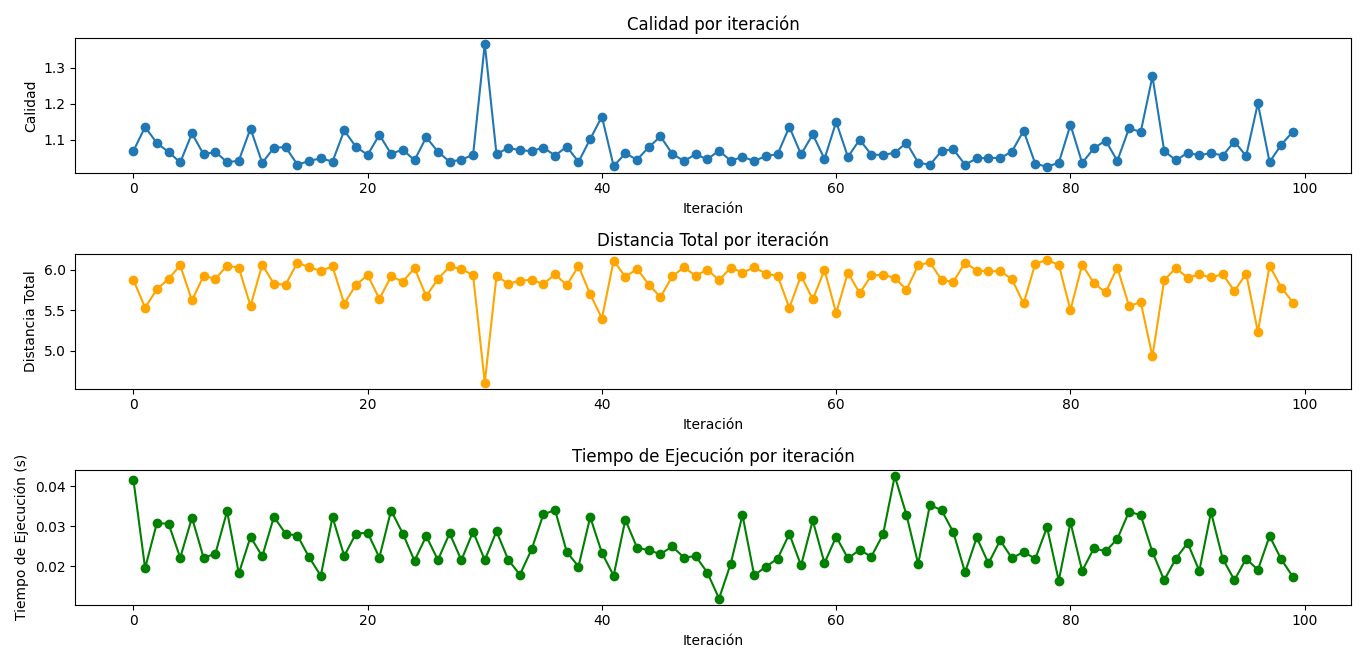 Calidad por iteración
Calidad
1.3
1.2
1.1
0 20 40 60 80 100
Iteración
Distancia Total por iteración
Distancia Total
6.0
5.5
5.0
0 20 40 60 80 100
Iteración
Tiempo de Ejecución por iteración
Tiempo de Ejecución (s)
0.04
0.03
0.02
0 20 40 60 80 100
Iteración